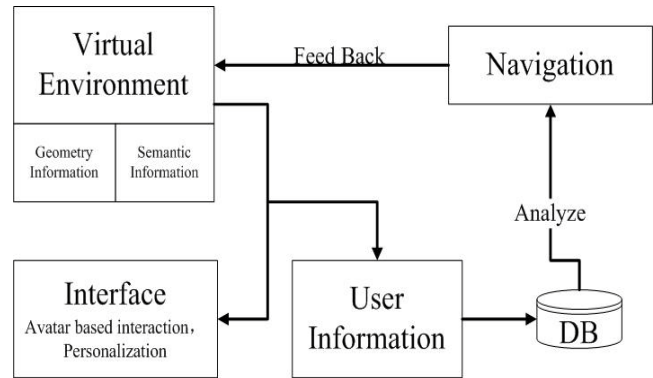 Virtual
Environment
Geometry
Information
Semantic
Information
Feed Back
Navigation
Analyze
Interface
Avatar based interaction，
Personalization
User
Information
DB